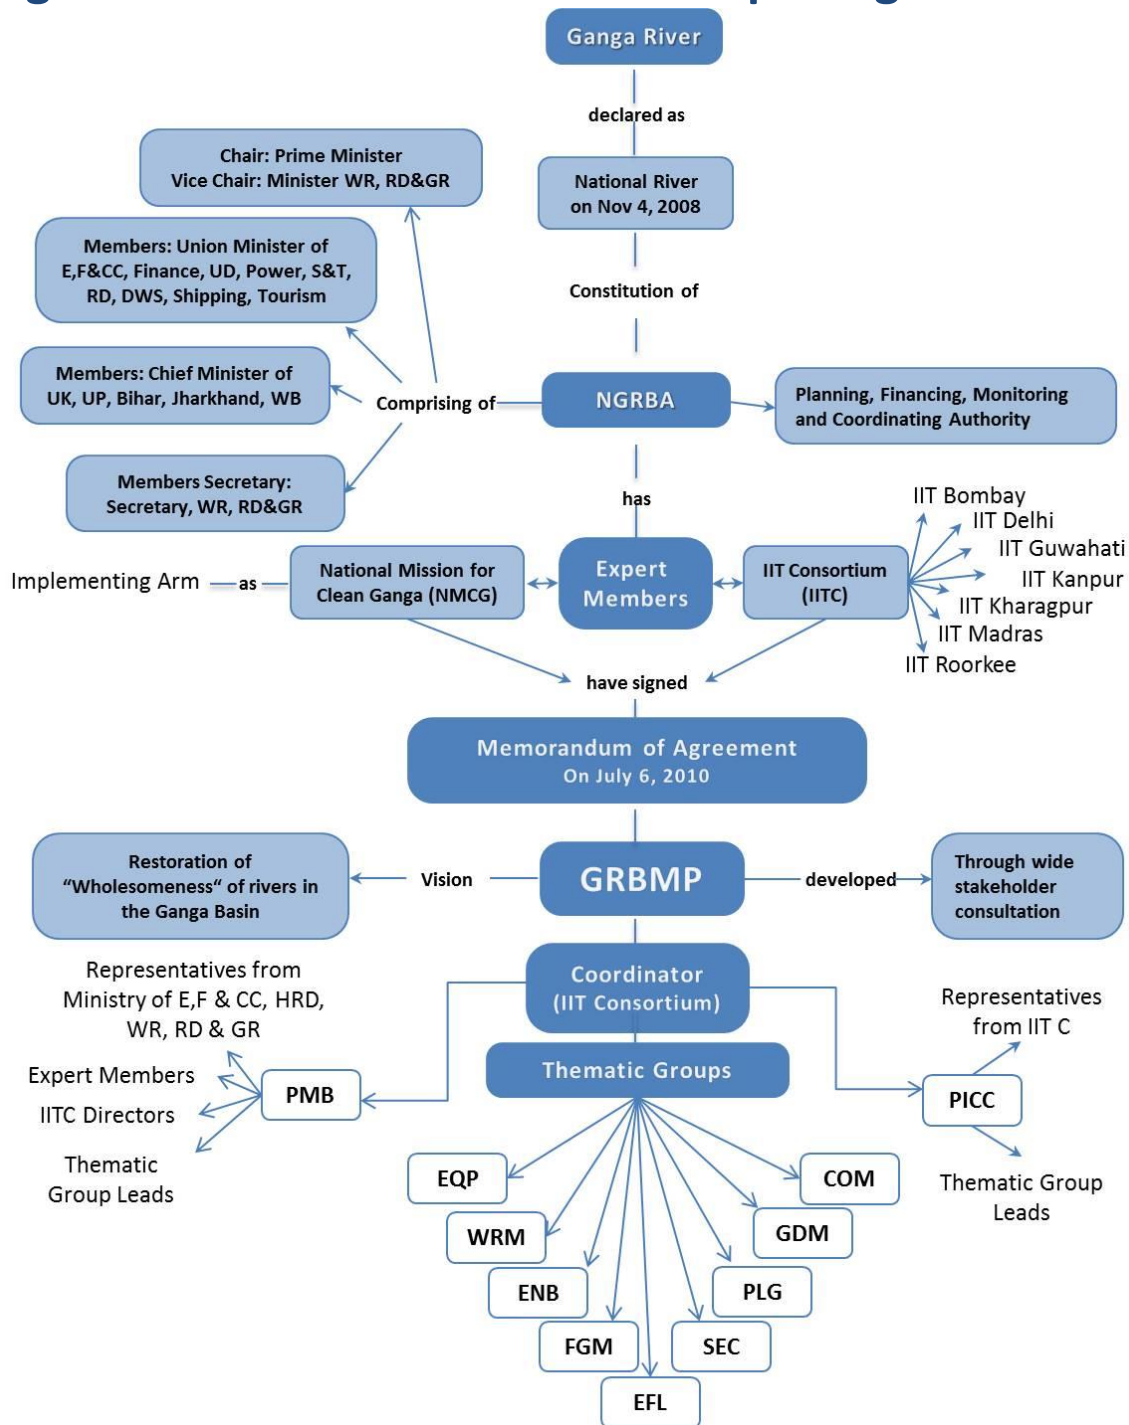 Ganga River
declared as
Chair: Prime Minister
Vice Chair: Minister WR, RD&GR
National River
on Nov 4, 2008
Members: Union Minister of
E,F&CC, Finance, UD, Power, S&T,
RD, DWS, Shipping, Tourism
Constitution of
Members: Chief Minister of
UK, UP, Bihar, Jharkhand, WB
Comprising of
NGRBA
Planning, Financing, Monitoring
and Coordinating Authority
Members Secretary:
Secretary, WR, RD&GR
has
IIT Bombay
IIT Delhi
IIT Guwahati
IIT Kanpur
IIT Kharagpur
IIT Madras
IIT Roorkee
Implementing Arm
as
National Mission for
Clean Ganga (NMCG)
Expert
Members
IIT Consortium
(IITC)
have signed
Memorandum of Agreement
On July 6, 2010
Restoration of
“Wholesomeness“ of rivers in
the Ganga Basin
Vision
GRBMP
developed
Through wide
stakeholder
consultation
Coordinator
(IIT Consortium)
Representatives from
Ministry of E,F & CC, HRD,
WR, RD & GR
Expert Members
IITC Directors
Thematic
Group Leads
PMB
Thematic Groups
Representatives
from IIT C
PICC
Thematic Group
Leads
EQP
COM
WRM
GDM
ENB
PLG
FGM
SEC
EFL